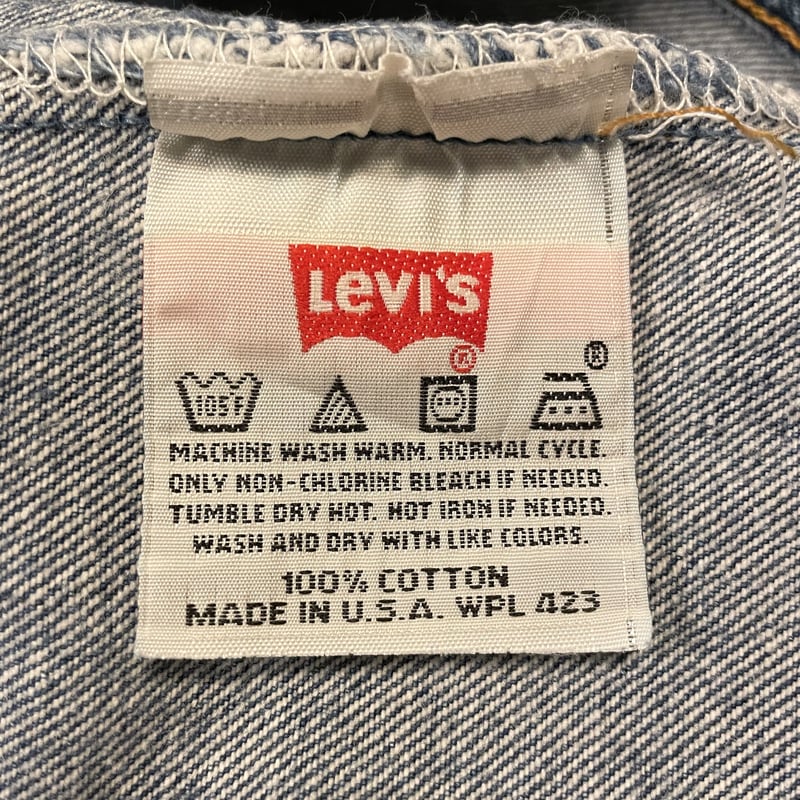 Levi's
®
®
105F
MACHINE WASH WARM. NORMAL CYCLE.
ONLY NON-CHLORINE BLEACH IF NEEDED.
TUMBLE DRY HOT. HOT IRON IF NEEDED.
WASH AND DRY WITH LIKE COLORS.
100% COTTON
MADE IN U.S.A. WPL 423